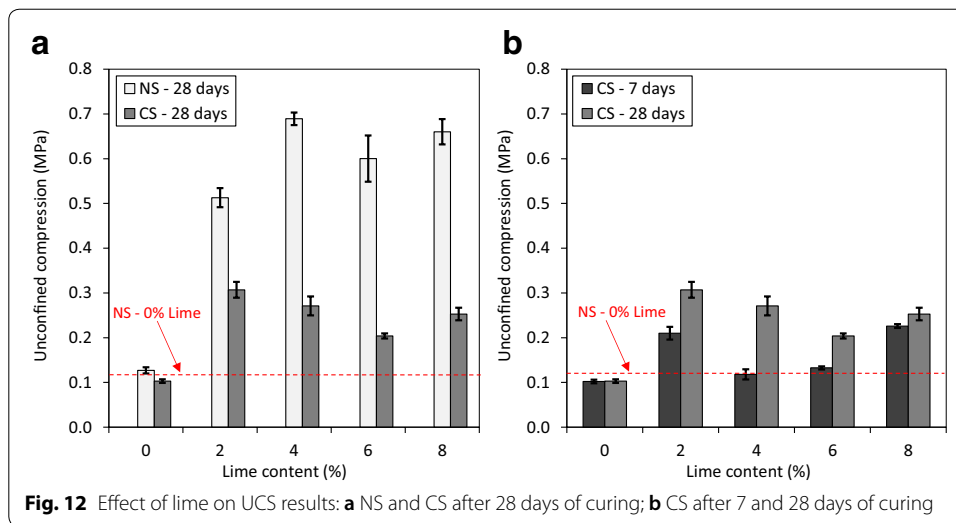 a
0.8
0.7
0.6
0.5
0.4
0.3
0.2
0.1
0.0
Unconfined compression (MPa)
NS - 28 days
CS - 28 days
NS - 0% Lime
0 2 4 6 8
Lime content (%)
b
0.8
0.7
0.6
0.5
0.4
0.3
0.2
0.1
0.0
Unconfined compression (MPa)
CS - 7 days
CS - 28 days
NS - 0% Lime
0 2 4 6 8
Lime content (%)
Fig. 12 Effect of lime on UCS results: a NS and CS after 28 days of curing; b CS after 7 and 28 days of curing